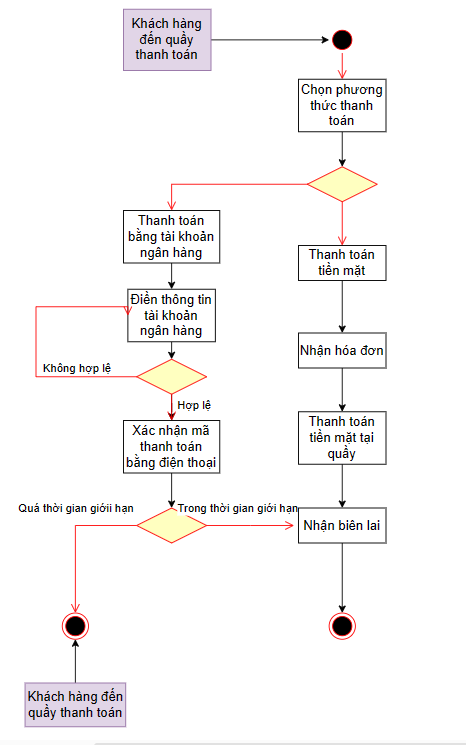 Khách hàng
đến quầy
thanh toán
Chọn phương
thức thanh
toán
Thanh toán
bằng tài khoản
ngân hàng
Thanh toán
tiền mặt
Điền thông tin
tài khoản
ngân hàng
Nhận hóa đơn
Không hợp lệ
Hợp lệ
Xác nhận mã
thanh toán
bằng điện thoại
Thanh toán
tiền mặt tại
quầy
Quá thời gian giớii hạn
Trong thời gian giới hạn
Nhận biên lai
Khách hàng đến
quầy thanh toán